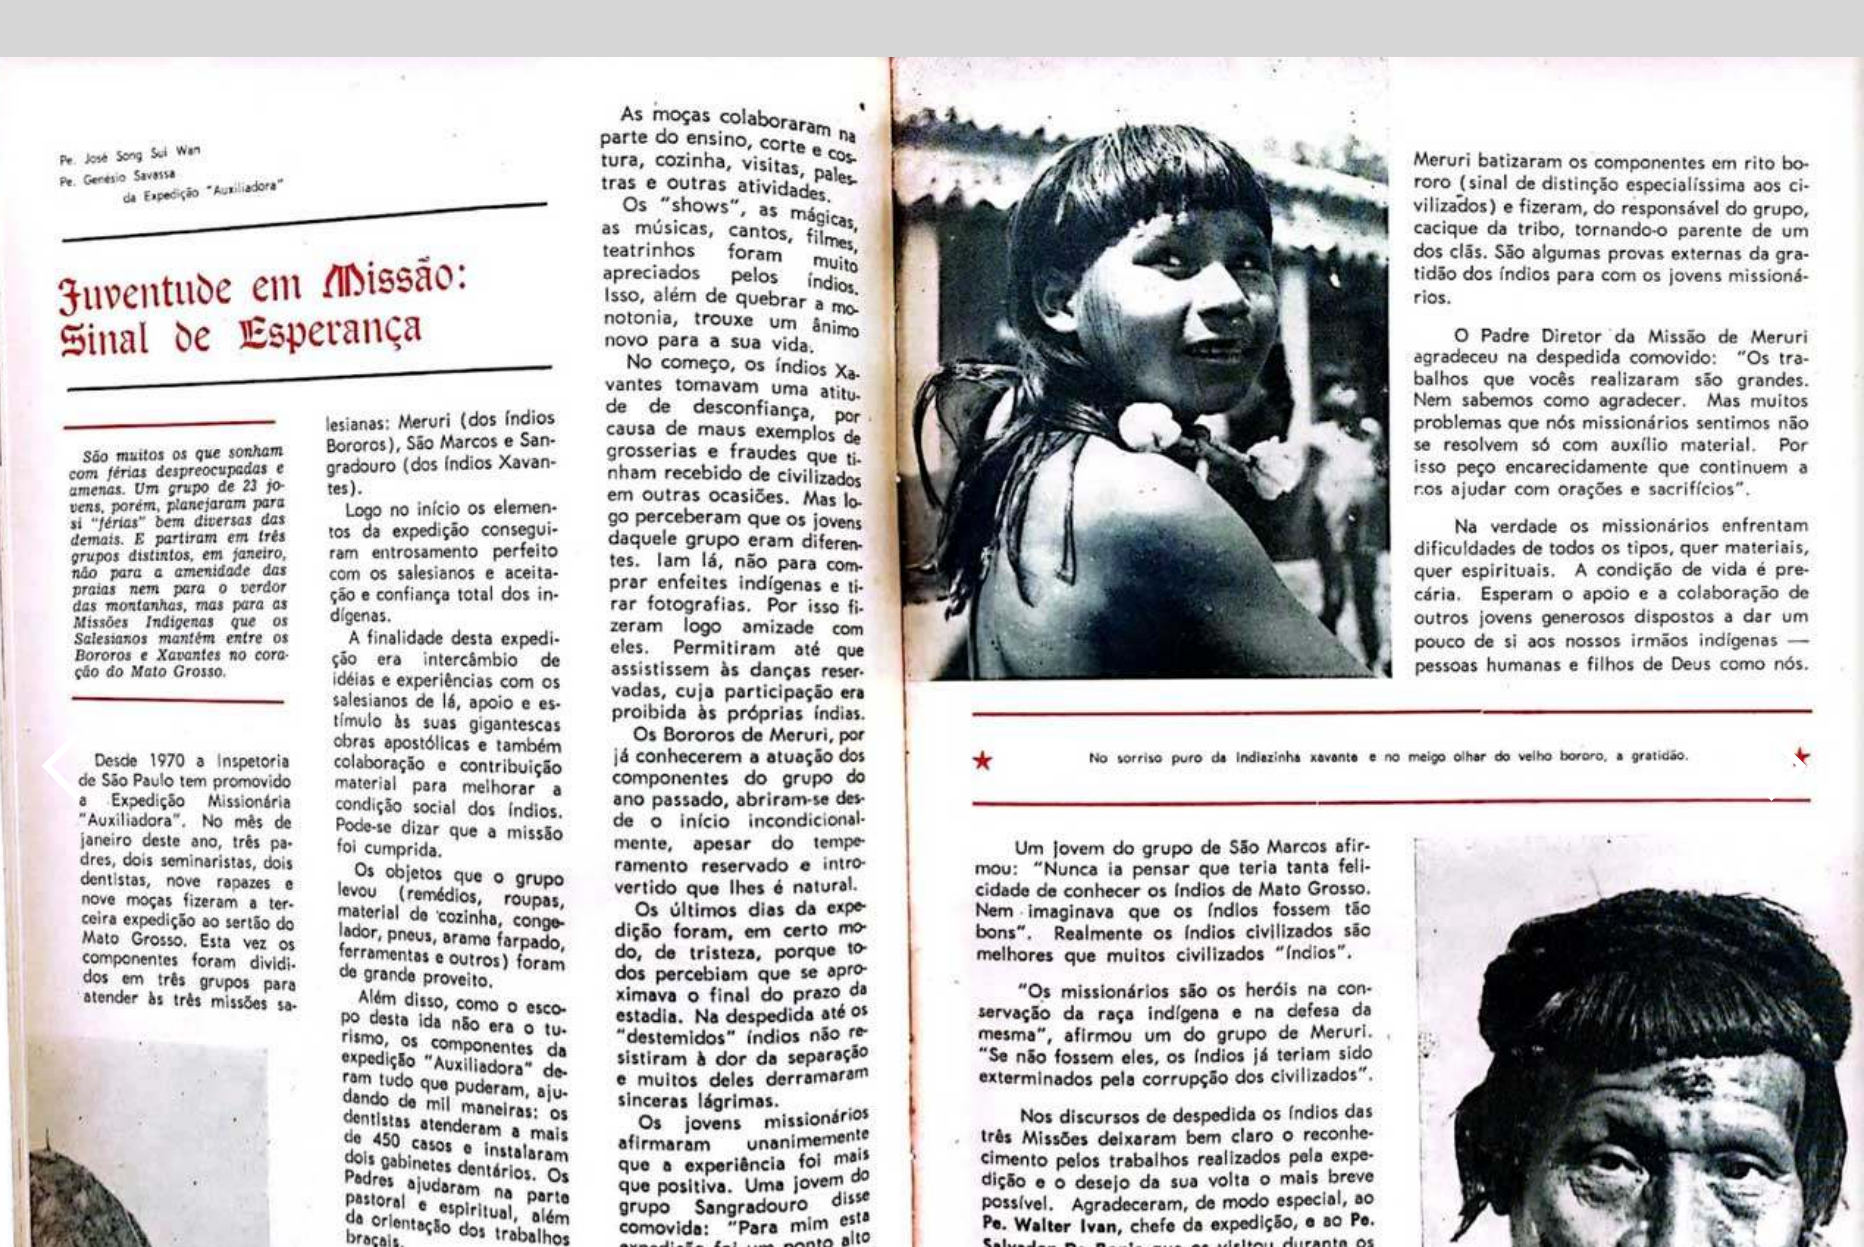 Pe. José Song Sui Wan
Pe. Genésio Savassa
da Expedição "Auxiliadora"
Juventude em Missão:
Sinal de Esperança
São muitos os que sonham
com férias despreocupadas e
amenas. Um grupo de 23 jo-
vens, porém, planejaram para
si "férias" bem diversas das
demais. E partiram em três
grupos distintos, em janeiro,
não para a amenidade das
praias nem para o verdor
das montanhas, mas para as
Missões Indígenas que os
Salesianos mantém entre os
Bororos e Xavantes no cora-
ção do Mato Grosso.
Desde 1970 a Inspetoria
de São Paulo tem promovido
a Expedição Missionária
"Auxiliadora". No mês de
janeiro deste ano, três pa-
dres, dois seminaristas, dois
dentistas, nove rapazes e
nove moças fizeram a ter-
ceira expedição ao sertão do
Mato Grosso. Esta vez os
componentes foram dividi-
dos em três grupos para
atender às três missões sa-
lesianas: Meruri (dos índios
Bororos), São Marcos e San-
gradouro (dos índios Xavan-
tes).
Logo no início os elemen-
tos da expedição consegui-
ram entrosamento perfeito
com os salesianos e aceita-
ção e confiança total dos in-
dígenas.
A finalidade desta expedi-
ção era intercâmbio de
idéias e experiências com os
salesianos de lá, apoio e es-
tímulo às suas gigantescas
obras apostólicas e também
colaboração e contribuição
material para melhorar a
condição social dos índios.
Pode-se dizar que a missão
foi cumprida.
Os objetos que o grupo
levou (remédios, roupas,
material de cozinha, conge-
lador, pneus, arame farpado,
ferramentas e outros) foram
de grande proveito.
Além disso, como o esco-
po desta ida não era o tu-
rismo, os componentes da
expedição "Auxiliadora" de-
ram tudo que puderam, aju-
dando de mil maneiras: os
dentistas atenderam a mais
de 450 casos e instalaram
dois gabinetes dentários. Os
Padres ajudaram na parte
pastoral e espiritual, além
da orientação dos trabalhos
braçais.
As moças colaboraram na
parte do ensino, corte e cos-
tura, cozinha, visitas, pales-
tras e outras atividades.
Os "shows", as mágicas,
as músicas, cantos, filmes,
teatrinhos foram muito
apreciados pelos índios.
Isso, além de quebrar a mo-
notonia, trouxe um ânimo
novo para a sua vida.
No começo, os índios Xa-
vantes tomavam uma atitu-
de de desconfiança, por
causa de maus exemplos de
grosserias e fraudes que ti-
nham recebido de civilizados
em outras ocasiões. Mas lo-
go perceberam que os jovens
daquele grupo eram diferen-
tes. Iam lá, não para com-
prar enfeites indígenas e ti-
rar fotografias. Por isso fi-
zeram logo amizade com
eles. Permitiram até que
assistissem às danças reser-
vadas, cuja participação era
proibida às próprias índias.
Os Bororos de Meruri, por
já conhecerem a atuação dos
componentes do grupo do
ano passado, abriram-se des-
de o início incondicional-
mente, apesar do tempe-
ramento reservado e intro-
vertido que lhes é natural.
Os últimos dias da expe-
dição foram, em certo mo-
do, de tristeza, porque to-
dos percebiam que se apro-
ximava o final do prazo da
estadia. Na despedida até os
"destemidos" índios não re-
sistiram à dor da separação
e muitos deles derramaram
sinceras lágrimas.
Os jovens missionários
afirmaram unanimemente
que a experiência foi mais
que positiva. Uma jovem do
grupo Sangradouro disse
comovida: "Para mim esta
expedição foi um ponto alto
Meruri batizaram os componentes em rito bo-
roro (sinal de distinção especialíssima aos ci-
vilizados) e fizeram, do responsável do grupo,
cacique da tribo, tornando-o parente de um
dos clãs. São algumas provas externas da gra-
tidão dos índios para com os jovens missioná-
rios.
O Padre Diretor da Missão de Meruri
agradeceu na despedida comovido: "Os tra-
balhos que vocês realizaram são grandes.
Nem sabemos como agradecer. Mas muitos
problemas que nós missionários sentimos não
se resolvem só com auxílio material. Por
isso peço encarecidamente que continuem a
nos ajudar com orações e sacrifícios".
Na verdade os missionários enfrentam
dificuldades de todos os tipos, quer materiais,
quer espirituais. A condição de vida é pre-
cária. Esperam o apoio e a colaboração de
outros jovens generosos dispostos a dar um
pouco de si aos nossos irmãos indígenas —
pessoas humanas e filhos de Deus como nós.
No sorriso puro da indiazinha xavante e no meigo olhar do velho bororo, a gratidão.
Um jovem do grupo de São Marcos afir-
mou: "Nunca ia pensar que teria tanta feli-
cidade de conhecer os índios de Mato Grosso.
Nem imaginava que os índios fossem tão
bons". Realmente os índios civilizados são
melhores que muitos civilizados "índios".
"Os missionários são os heróis na con-
servação da raça indígena e na defesa da
mesma", afirmou um do grupo de Meruri.
"Se não fossem eles, os índios já teriam sido
exterminados pela corrupção dos civilizados".
Nos discursos de despedida os índios das
três Missões deixaram bem claro o reconhe-
cimento pelos trabalhos realizados pela expe-
dição e o desejo da sua volta o mais breve
possível. Agradeceram, de modo especial, ao
Pe. Walter Ivan, chefe da expedição, e ao Pe.
que os visitou durante os